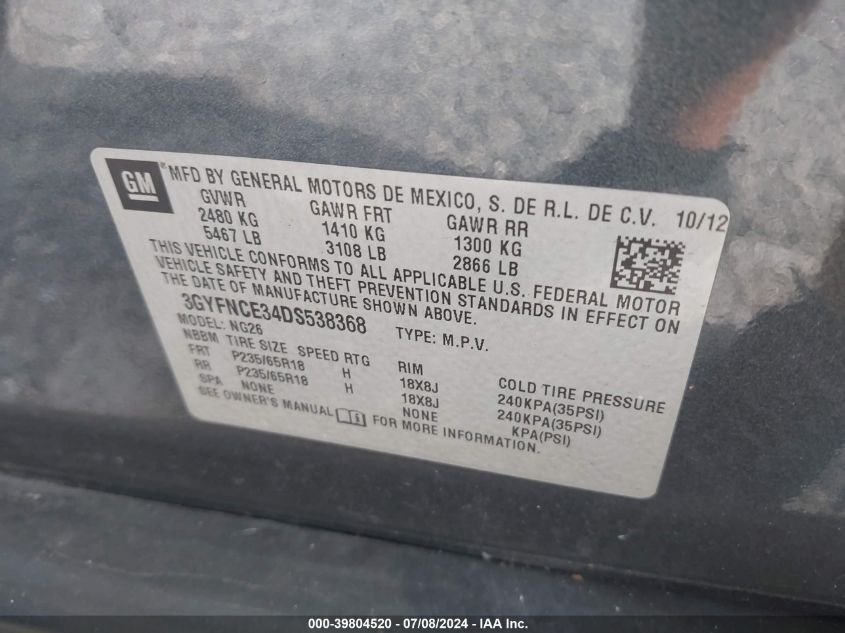 GM ® MFD BY GENERAL MOTORS DE MEXICO, S. DE R.L. DE C.V. 10/12
GVWR GAWR FRT GAWR RR
2480 KG 1410 KG 1300 KG
5467 LB 3108 LB 2866 LB
THIS VEHICLE CONFORMS TO ALL APPLICABLE U.S. FEDERAL MOTOR
VEHICLE SAFETY AND THEFT PREVENTION STANDARDS IN EFFECT ON
THE DATE OF MANUFACTURE SHOWN ABOVE.
3GYFNCE34DS538368 TYPE: M.P.V.
MODEL: NG26
NBBM TIRE SIZE SPEED RTG RIM COLD TIRE PRESSURE
FRT P235/65R18 H 18X8J 240KPA(35PSI)
RR P235/65R18 H 18X8J 240KPA(35PSI)
SPA NONE NONE KPA(PSI)
SEE OWNER'S MANUAL FOR MORE INFORMATION.
000-39804520 - 07/08/2024 - IAA Inc.